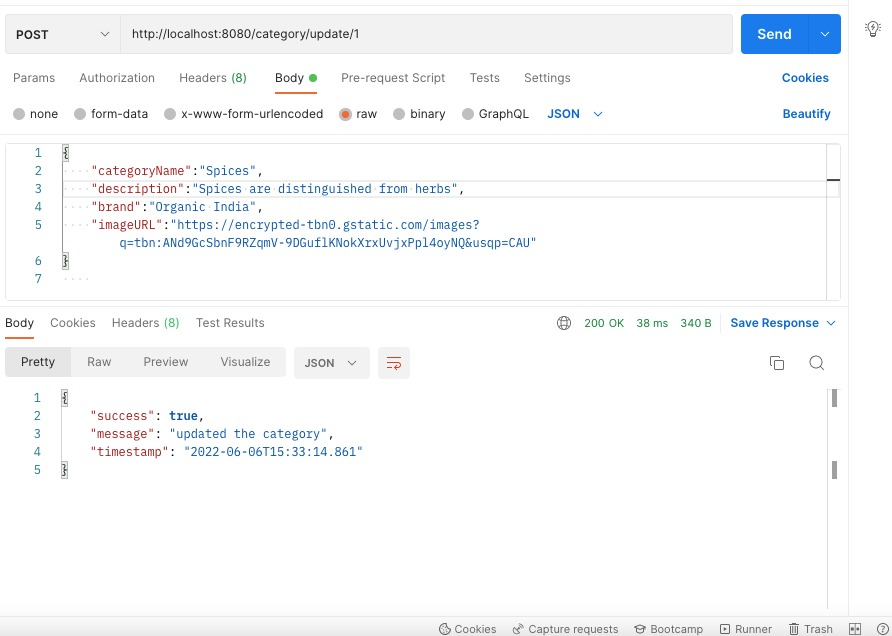 POST http://localhost:8080/category/update/1 Send
Params Authorization Headers (8) Body Pre-request Script Tests Settings Cookies
none form-data x-www-form-urlencoded raw binary GraphQL JSON Beautify
1 {
2 "categoryName":"Spices",
3 "description":"Spices are distinguished from herbs",
4 "brand":"Organic India",
5 "imageURL":"https://encrypted-tbn0.gstatic.com/images?
q=tbn:ANd9GcSbnF9RZqmV-9DGuflKNokXrxUvjxPpl4oyNQ&usqp=CAU"
6 }
7
Body Cookies Headers (8) Test Results 200 OK 38 ms 340 B Save Response
Pretty Raw Preview Visualize JSON
1 {
2 "success": true,
3 "message": "updated the category",
4 "timestamp": "2022-06-06T15:33:14.861"
5 }
Cookies Capture requests Bootcamp Runner Trash